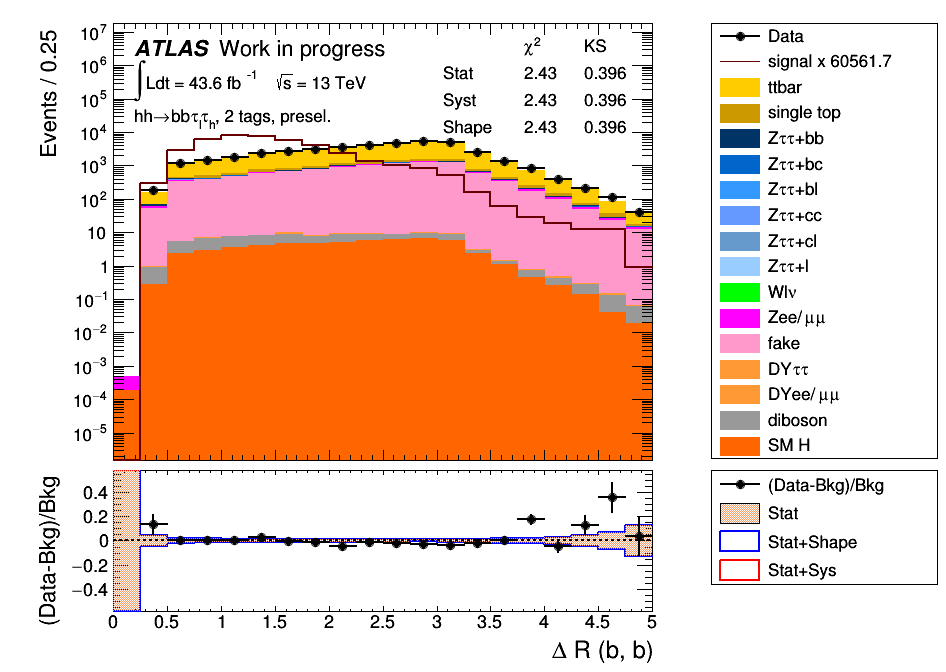 ATLAS Work in progress
∫ Ldt = 43.6 fb⁻¹ √s = 13 TeV
hh→bbτ_lτ_h, 2 tags, presel.
χ² KS
Stat 2.43 0.396
Syst 2.43 0.396
Shape 2.43 0.396
Events / 0.25
10⁷
10⁶
10⁵
10⁴
10³
10²
10
1
10⁻¹
10⁻²
10⁻³
10⁻⁴
10⁻⁵
Data
signal x 60561.7
ttbar
single top
Zττ+bb
Zττ+bc
Zττ+bl
Zττ+cc
Zττ+cl
Zττ+l
Wlν
Zee/μμ
fake
DYττ
DYee/μμ
diboson
SM H
(Data-Bkg)/Bkg
0.4
0.2
0
−0.2
−0.4
0 0.5 1 1.5 2 2.5 3 3.5 4 4.5 5
Δ R (b, b)
(Data-Bkg)/Bkg
Stat
Stat+Shape
Stat+Sys